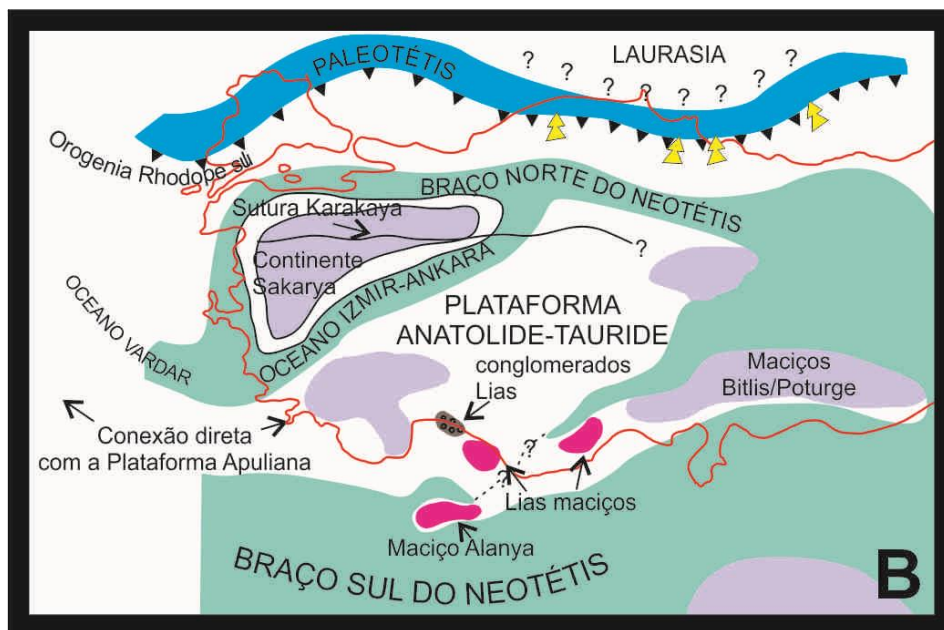 LAURASIA
PALEOTÉTIS
? ? ? ? ? ? ? ?
Orogenia Rhodope
BRAÇO NORTE DO NEOTÉTIS
Sutura Karakaya
?
Continente
Sakarya
OCEANO IZMIR-ANKARA
OCEANO VARDAR
PLATAFORMA
ANATOLIDE-TAURIDE
conglomerados
Lias
Maciços
Bitlis/Poturge
Conexão direta
com a Plataforma Apuliana
?
?
Lias maciços
Maciço Alanya
BRAÇO SUL DO NEOTÉTIS
B